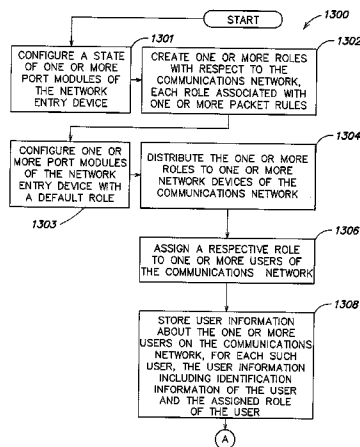 START
1300
1301
CONFIGURE A STATE
OF ONE OR MORE
PORT MODULES OF
THE NETWORK
ENTRY DEVICE
1302
CREATE ONE OR MORE ROLES
WITH RESPECT TO THE
COMMUNICATIONS NETWORK,
EACH ROLE ASSOCIATED WITH
ONE OR MORE PACKET RULES
CONFIGURE ONE OR
MORE PORT MODULES
OF THE NETWORK
ENTRY DEVICE WITH
A DEFAULT ROLE
1303
1304
DISTRIBUTE THE ONE OR MORE
ROLES TO ONE OR MORE
NETWORK DEVICES OF THE
COMMUNICATIONS NETWORK
1306
ASSIGN A RESPECTIVE ROLE
TO ONE OR MORE USERS OF
THE COMMUNICATIONS NETWORK
1308
STORE USER INFORMATION
ABOUT THE ONE OR MORE
USERS ON THE COMMUNICATIONS
NETWORK, FOR EACH SUCH
USER, THE USER INFORMATION
INCLUDING IDENTIFICATION
INFORMATION OF THE USER
AND THE ASSIGNED ROLE
OF THE USER
A